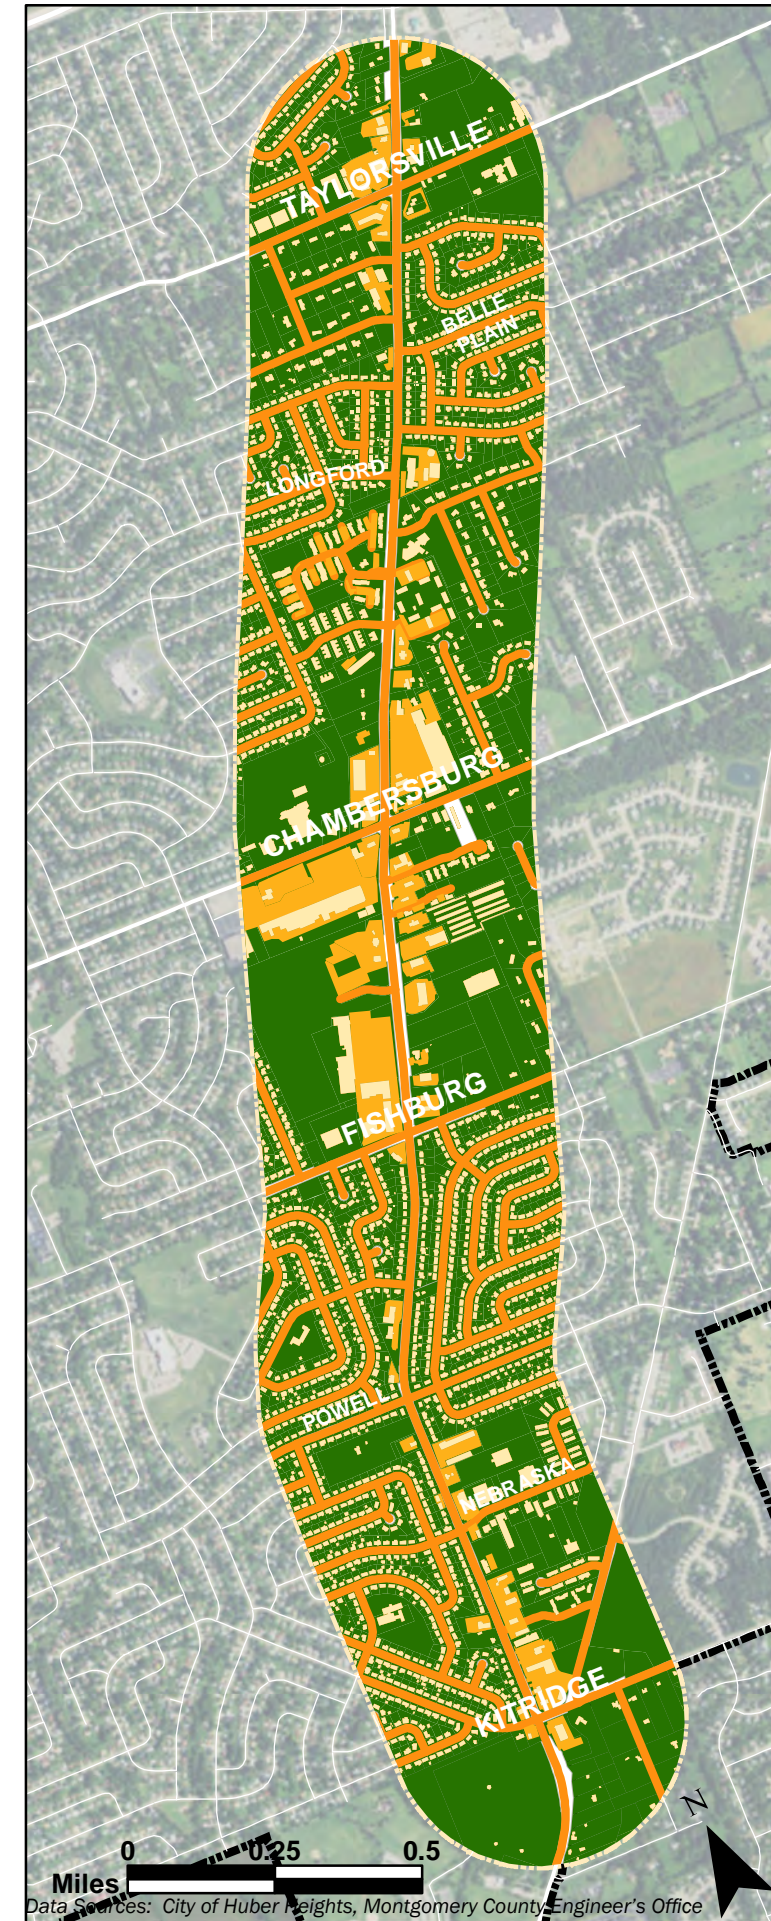 TAYLORSVILLE
BELLE
PLAIN
LONGFORD
CHAMBERSBURG
FISHBURG
POWELL
NEBRASKA
KITRIDGE
N
0 0.25 0.5
Miles
Data Sources: City of Huber Heights, Montgomery County Engineer's Office